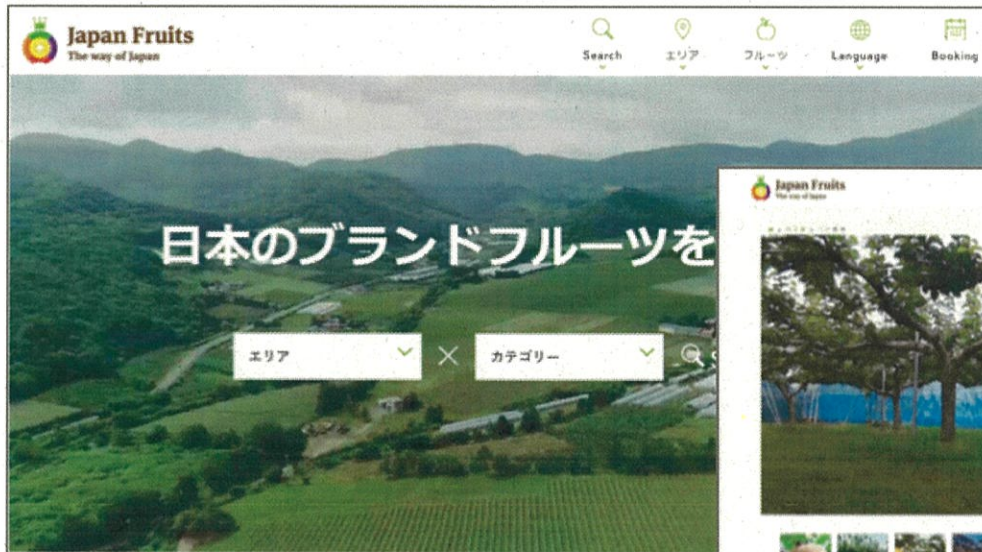 Japan Fruits
The way of Japan
Search
エリア
フルーツ
Language
Booking
日本のブランドフルーツを
エリア
カテゴリー
Japan Fruits
The way of Japan